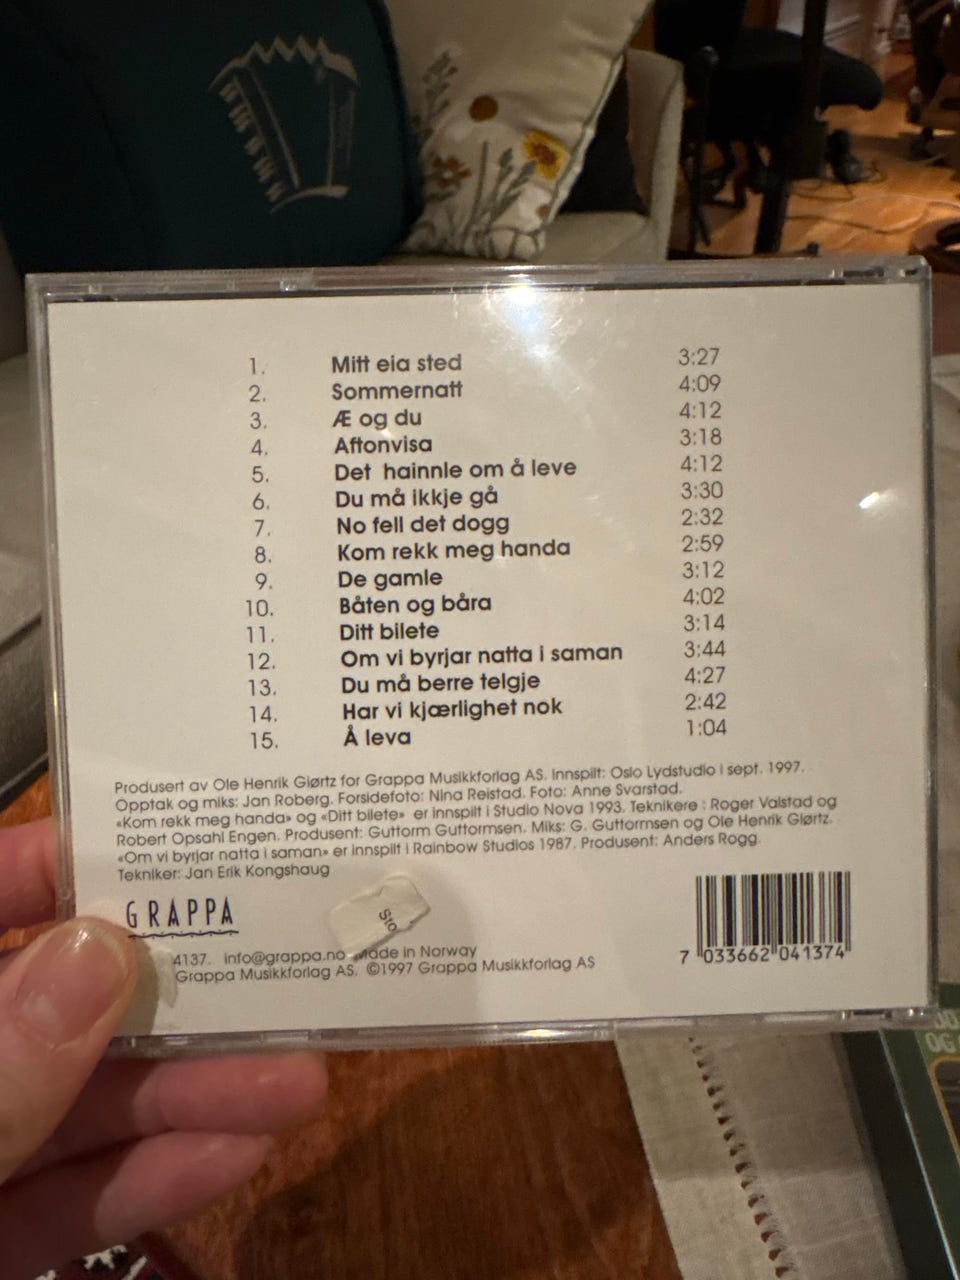 1. Mitt eia sted 3:27
2. Sommernatt 4:09
3. Æ og du 4:12
4. Aftonvisa 3:18
5. Det hainnle om å leve 4:12
6. Du må ikkje gå 3:30
7. No fell det dogg 2:32
8. Kom rekk meg handa 2:59
9. De gamle 3:12
10. Båten og båra 4:02
11. Ditt bilete 3:14
12. Om vi byrjar natta i saman 3:44
13. Du må berre telgje 4:27
14. Har vi kjærlighet nok 2:42
15. Å leva 1:04
Produsert av Ole Henrik Giørtz for Grappa Musikkforlag AS. Innspilt: Oslo Lydstudio i sept. 1997.
Opptak og miks: Jan Roberg. Forsidefoto: Nina Reistad. Foto: Anne Svarstad.
«Kom rekk meg handa» og «Ditt bilete» er innspilt i Studio Nova 1993. Teknikere : Roger Valstad og
Robert Opsahl Engen. Produsent: Guttorm Guttormsen. Miks: G. Guttormsen og Ole Henrik Giørtz.
«Om vi byrjar natta i saman» er innspilt i Rainbow Studios 1987. Produsent: Anders Rogg.
Tekniker: Jan Erik Kongshaug
GRAPPA
Sto
4137. info@grappa.no Made in Norway
Grappa Musikkforlag AS. ©1997 Grappa Musikkforlag AS
7 033662 041374
OG